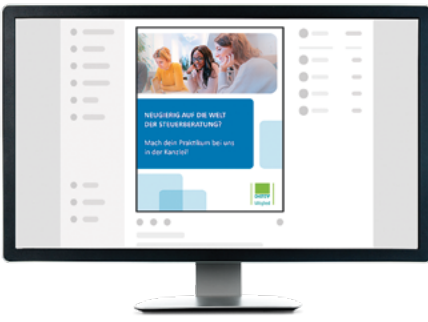 NEUGIERIG AUF DIE WELT
DER STEUERBERATUNG?
Mach dein Praktikum bei uns
in der Kanzlei!